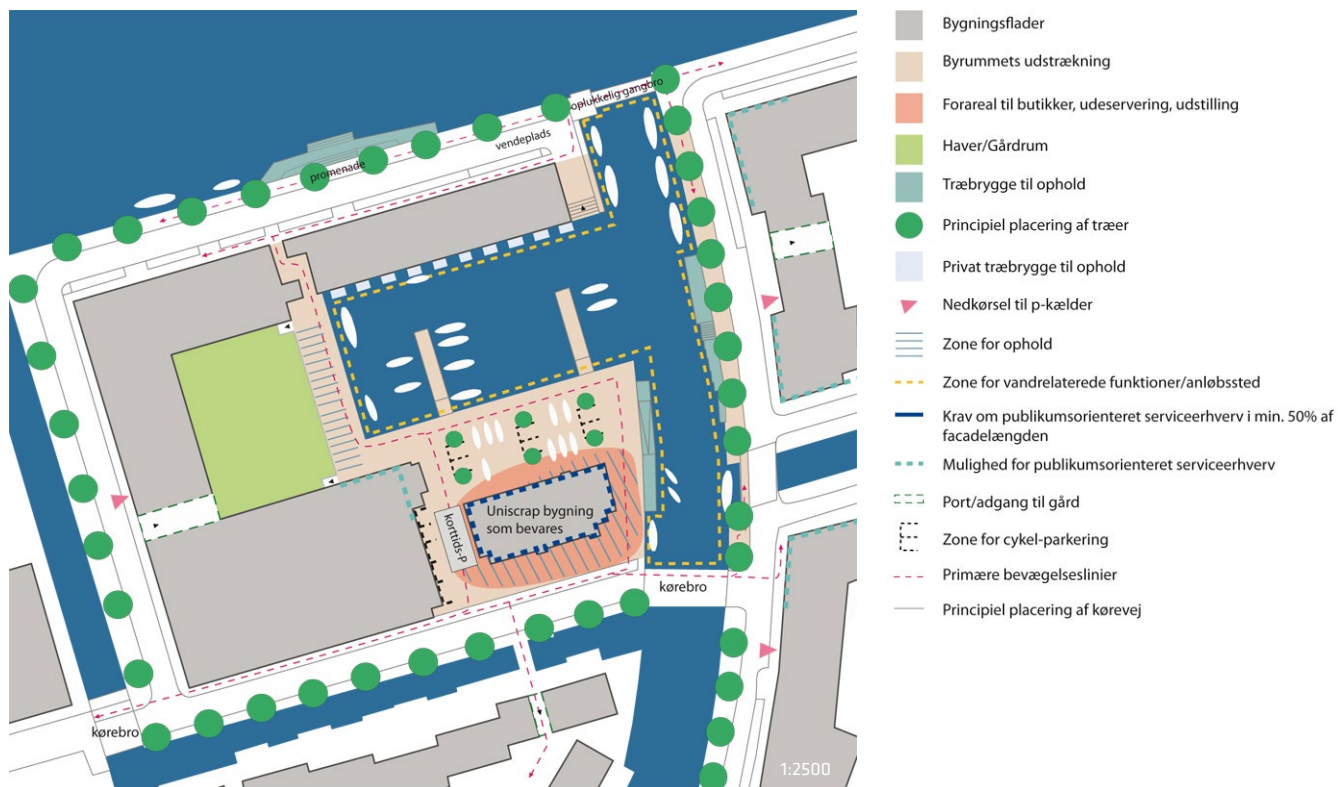 oplukkelig gangbro
vendeplads
promenade
Uniscrap bygning
som bevares
korttids-P
kørebro
kørebro
1:2500
Bygningsflader
Byrummets udstrækning
Forareal til butikker, udeservering, udstilling
Haver/Gårdrum
Træbrygge til ophold
Principiel placering af træer
Privat træbrygge til ophold
Nedkørsel til p-kælder
Zone for ophold
Zone for vandrelaterede funktioner/anløbssted
Krav om publikumsorienteret serviceerhverv i min. 50% af
facadelængden
Mulighed for publikumsorienteret serviceerhverv
Port/adgang til gård
Zone for cykel-parkering
Primære bevægelseslinier
Principiel placering af kørevej